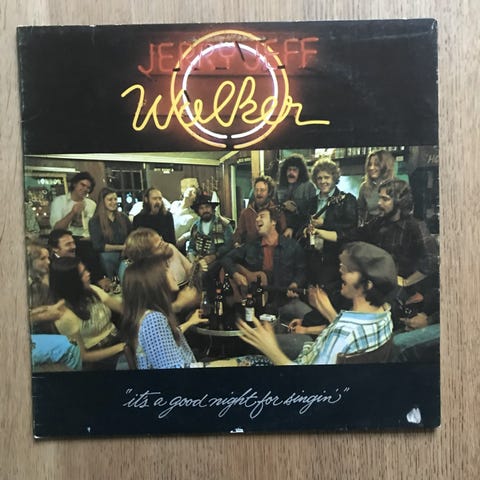 JERRY JEFF
Walker
"it's a good night for singin'"